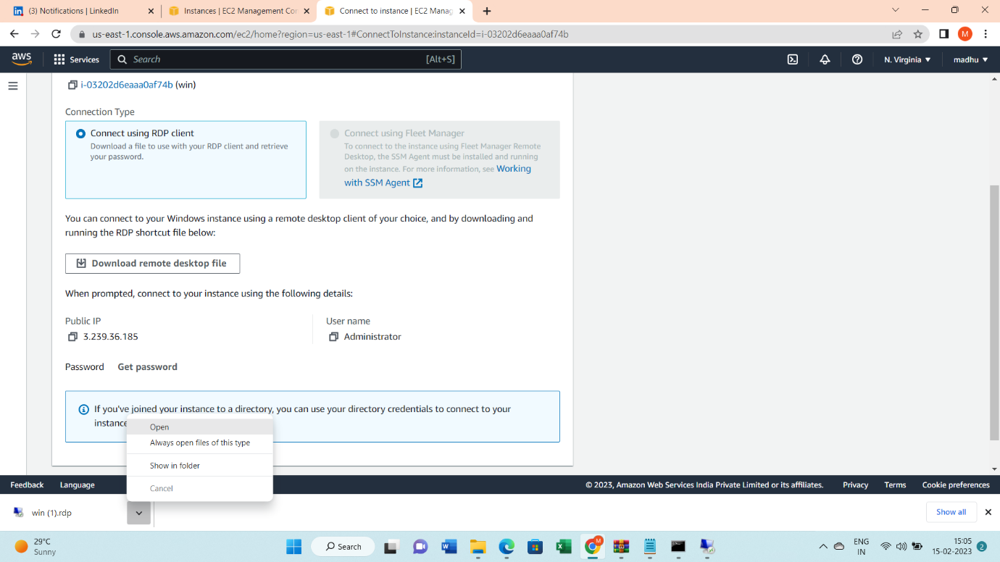 (3) Notifications | LinkedIn
Instances | EC2 Management Con
Connect to instance | EC2 Manag
us-east-1.console.aws.amazon.com/ec2/home?region=us-east-1#ConnectToInstance:instanceId=i-03202d6eaaa0af74b
M
aws
Services
Search
[Alt+S]
N. Virginia
madhu
i-03202d6eaaa0af74b (win)
Connection Type
Connect using RDP client
Download a file to use with your RDP client and retrieve
your password.
Connect using Fleet Manager
To connect to the instance using Fleet Manager Remote
Desktop, the SSM Agent must be installed and running
on the instance. For more information, see Working
with SSM Agent
You can connect to your Windows instance using a remote desktop client of your choice, and by downloading and
running the RDP shortcut file below:
Download remote desktop file
When prompted, connect to your instance using the following details:
Public IP
3.239.36.185
User name
Administrator
Password Get password
If you've joined your instance to a directory, you can use your directory credentials to connect to your
instance
Open
Always open files of this type
Show in folder
Cancel
Feedback
Language
© 2023, Amazon Web Services India Private Limited or its affiliates.
Privacy
Terms
Cookie preferences
win (1).rdp
Show all
29°C
Sunny
Search
M
ENG
IN
15:05
15-02-2023
2